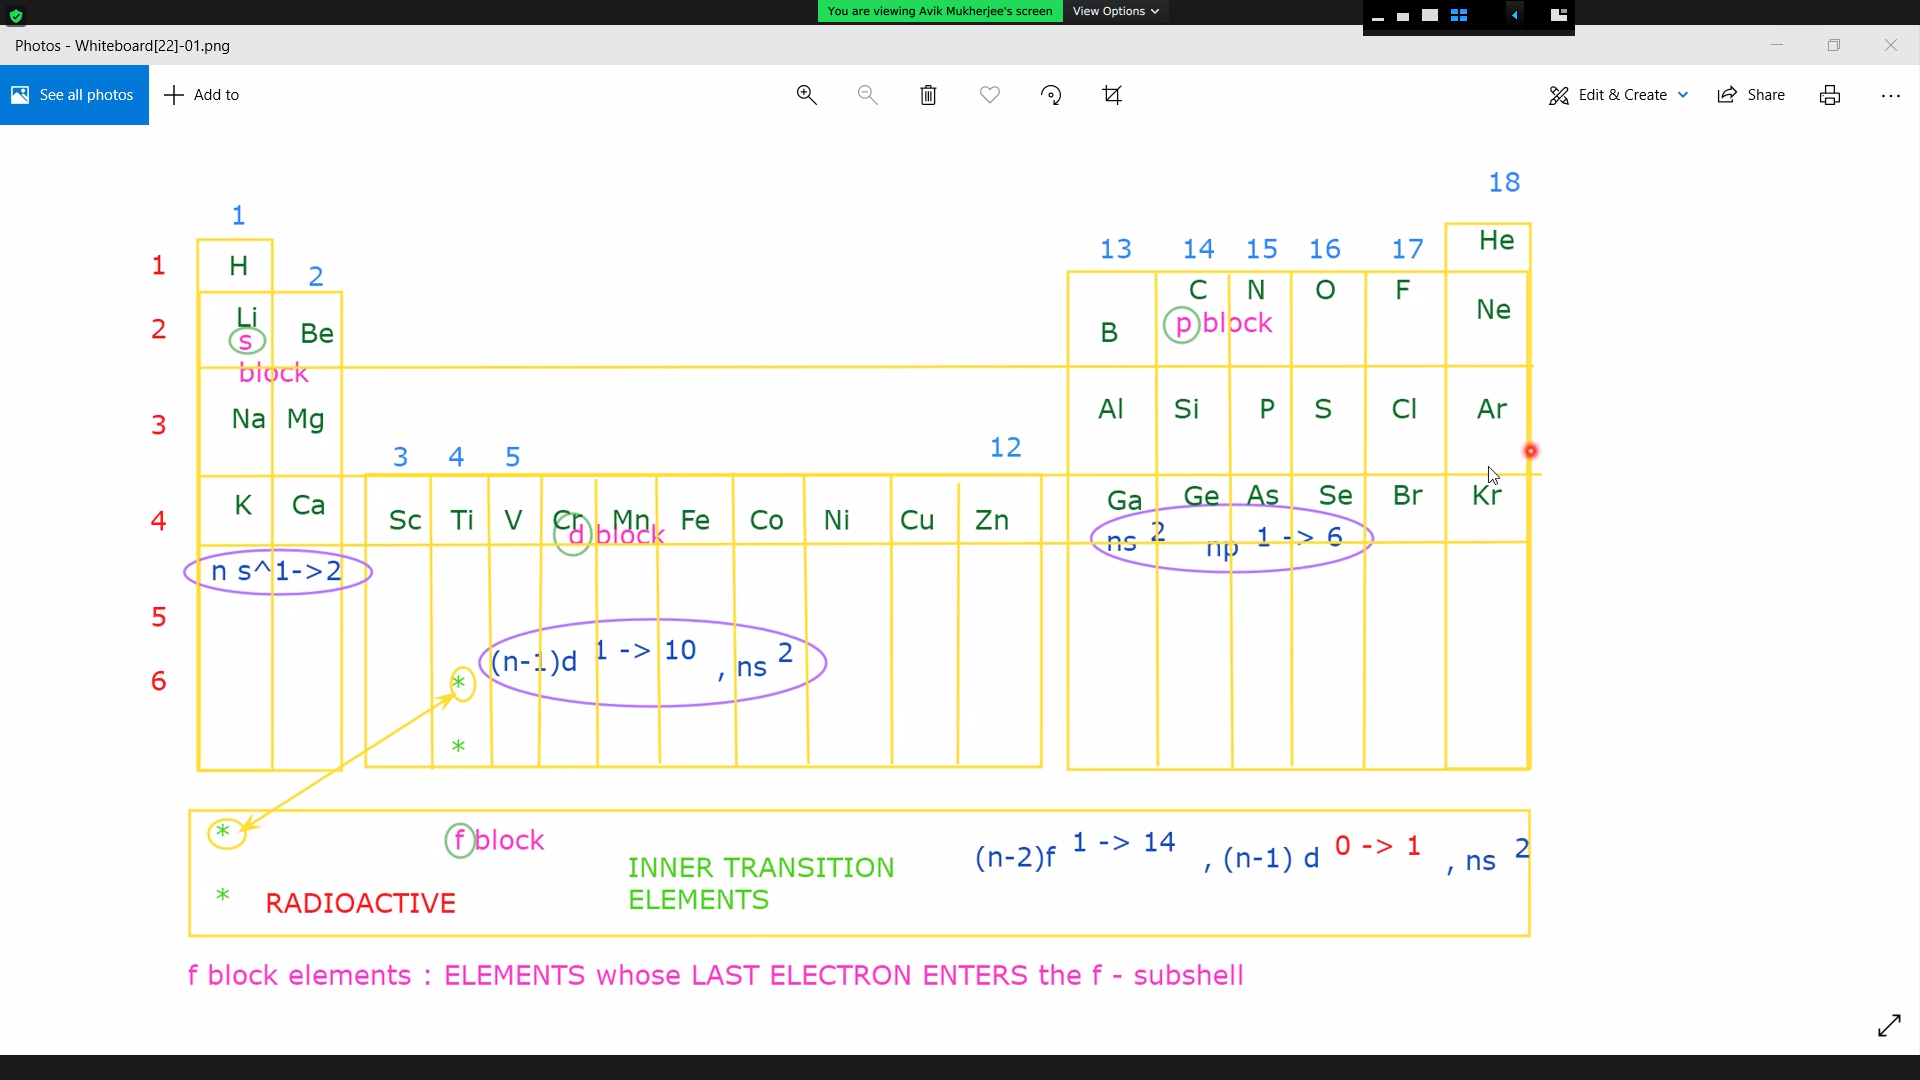 You are viewing Avik Mukherjee's screen View Options
Photos - Whiteboard[22]-01.png
See all photos Add to Edit & Create Share
18
1
13 14 15 16 17
He
1 H
2
C N O F
Li Ne
2 Be B p block
s
block
Na Mg Al Si P S Cl Ar
3
3 4 5 12
K Ca Ga Ge As Se Br Kr
4 Sc Ti V Cr Mn Fe Co Ni Cu Zn
d block
ns 2 np 1 -> 6
n s^1->2
5
(n-1)d 1 -> 10 , ns 2
6 *
*
* f block (n-2)f 1 -> 14 , (n-1) d 0 -> 1 , ns 2
INNER TRANSITION
* RADIOACTIVE ELEMENTS
f block elements : ELEMENTS whose LAST ELECTRON ENTERS the f - subshell